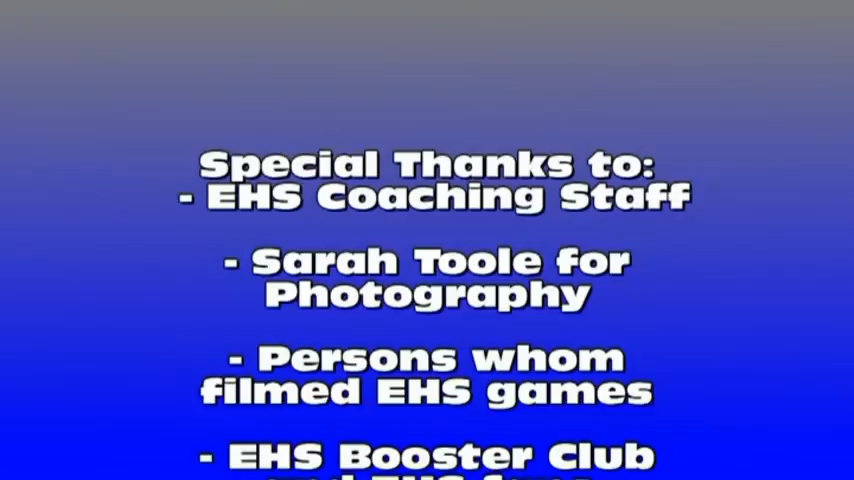 Special Thanks to:
- EHS Coaching Staff
- Sarah Toole for
Photography
- Persons whom
filmed EHS games
- EHS Booster Club